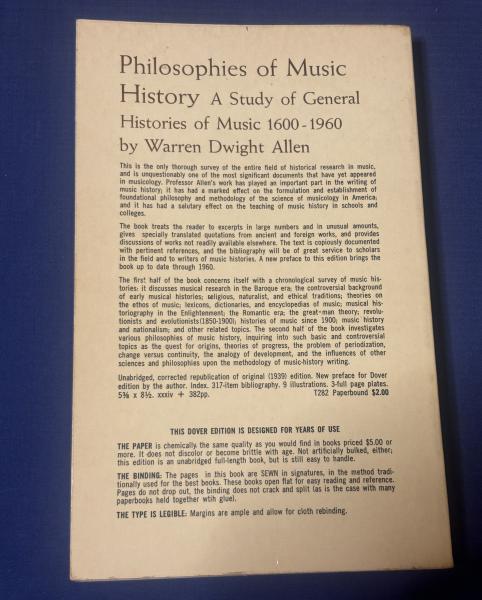 Philosophies of Music
History A Study of General
Histories of Music 1600-1960
by Warren Dwight Allen
This is the only thorough survey of the entire field of historical research in music,
and is unquestionably one of the most significant documents that have yet appeared
in musicology. Professor Allen's work has played an important part in the writing of
music history; it has had a marked effect on the formulation and establishment of
foundational philosophy and methodology of the science of musicology in America;
and it has had a salutary effect on the teaching of music history in schools and
colleges.
The book treats the reader to excerpts in large numbers and in unusual amounts,
gives specially translated quotations from ancient and foreign works, and provides
discussions of works not readily available elsewhere. The text is copiously documented
with pertinent references, and the bibliography will be of great service to scholars
in the field and to writers of music histories. A new preface to this edition brings the
book up to date through 1960.
The first half of the book concerns itself with a chronological survey of music his-
tories: it discusses musical research in the Baroque era; the controversial background
of early musical histories; religious, naturalist, and ethical traditions; theories on
the ethos of music; lexicons, dictionaries, and encyclopedias of music; musical his-
toriography in the Enlightenment; the Romantic era; the great-man theory; revolu-
tionists and evolutionists (1850-1900); histories of music since 1900; music history
and nationalism; and other related topics. The second half of the book investigates
various philosophies of music history, inquiring into such basic and controversial
topics as the quest for origins, theories of progress, the problem of periodization,
change versus continuity, the analogy of development, and the influences of other
sciences and philosophies upon the methodology of music-history writing.
Unabridged, corrected republication of original (1939) edition. New preface for Dover
edition by the author. Index. 317-item bibliography. 9 illustrations. 3-full page plates.
5⅜ x 8½. xxxiv + 382pp. T282 Paperbound $2.00
THIS DOVER EDITION IS DESIGNED FOR YEARS OF USE
THE PAPER is chemically the same quality as you would find in books priced $5.00 or
more. It does not discolor or become brittle with age. Not artificially bulked, either;
this edition is an unabridged full-length book, but is still easy to handle.
THE BINDING: The pages in this book are SEWN in signatures, in the method tradi-
tionally used for the best books. These books open flat for easy reading and reference.
Pages do not drop out, the binding does not crack and split (as is the case with many
paperbooks held together wtih glue).
THE TYPE IS LEGIBLE: Margins are ample and allow for cloth rebinding.